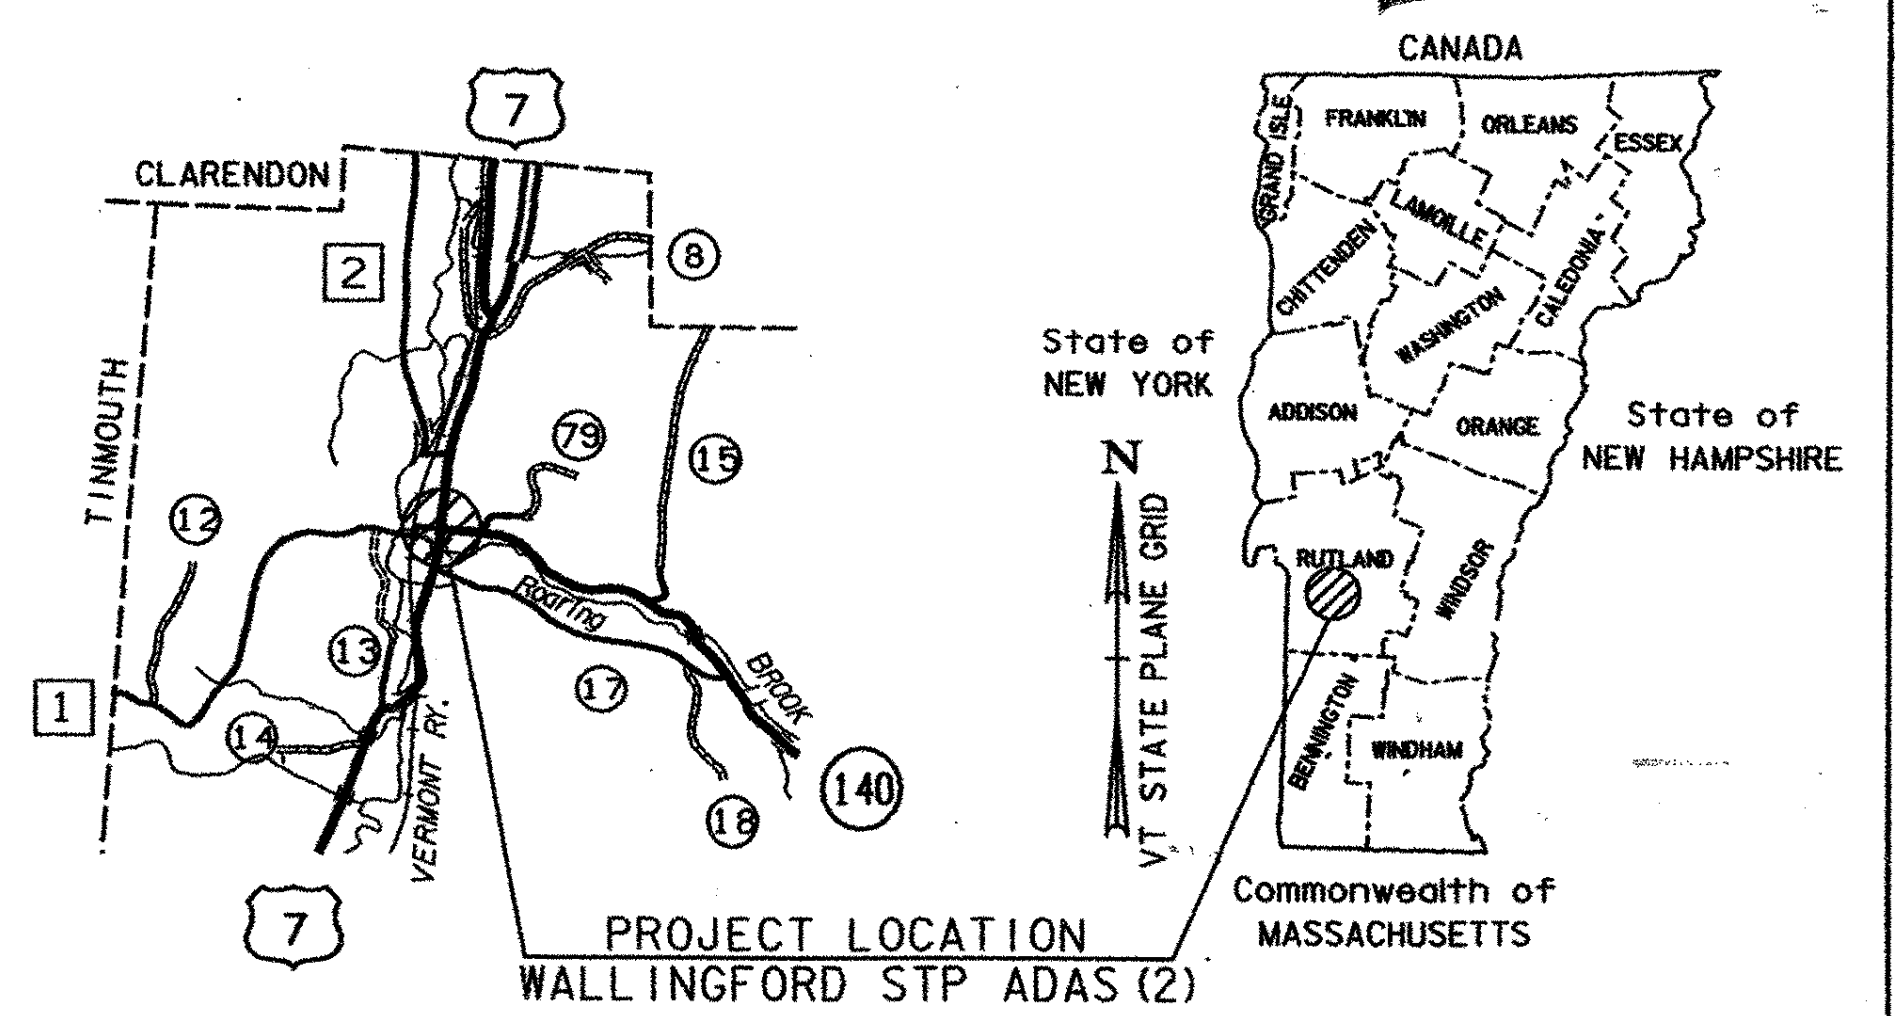 7
CLARENDON
2
8
TINMOUTH
79
15
12
Roaring
BROOK
13
17
1
14
VERMONT RY.
140
18
7
PROJECT LOCATION
WALLINGFORD STP ADAS (2)
CANADA
GRAND ISLE
FRANKLIN
ORLEANS
ESSEX
LAMOILLE
CHITTENDEN
CALEDONIA
WASHINGTON
State of
NEW YORK
ADDISON
ORANGE
State of
NEW HAMPSHIRE
N
VT STATE PLANE GRID
RUTLAND
WINDSOR
BENNINGTON
WINDHAM
Commonwealth of
MASSACHUSETTS